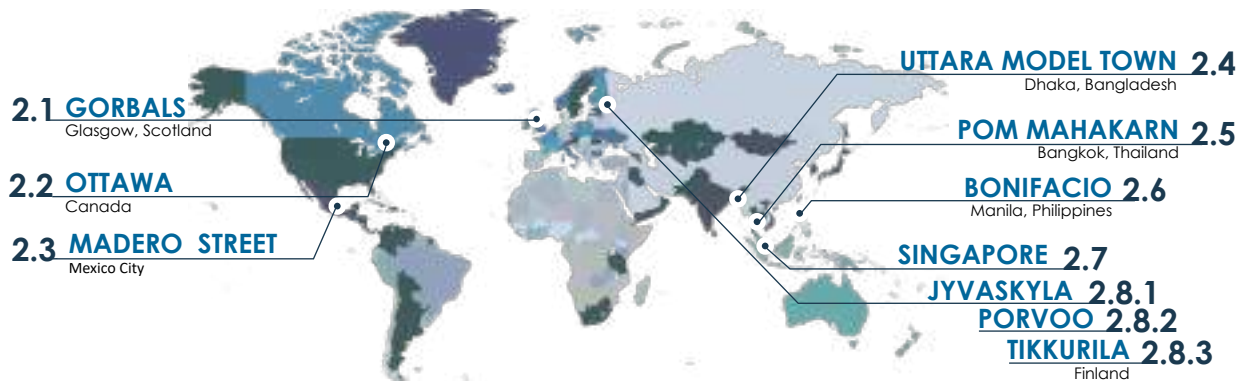 2.1 GORBALS
Glasgow, Scotland
2.2 OTTAWA
Canada
2.3 MADERO STREET
Mexico City
UTTARA MODEL TOWN 2.4
Dhaka, Bangladesh
POM MAHAKARN 2.5
Bangkok, Thailand
BONIFACIO 2.6
Manila, Philippines
SINGAPORE 2.7
JYVASKYLA 2.8.1
PORVOO 2.8.2
TIKKURILA 2.8.3
Finland